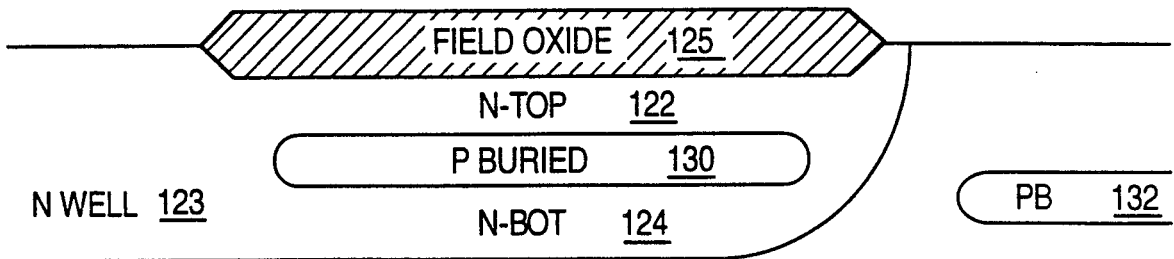 FIELD OXIDE 125
N-TOP 122
P BURIED 130
N WELL 123
PB 132
N-BOT 124